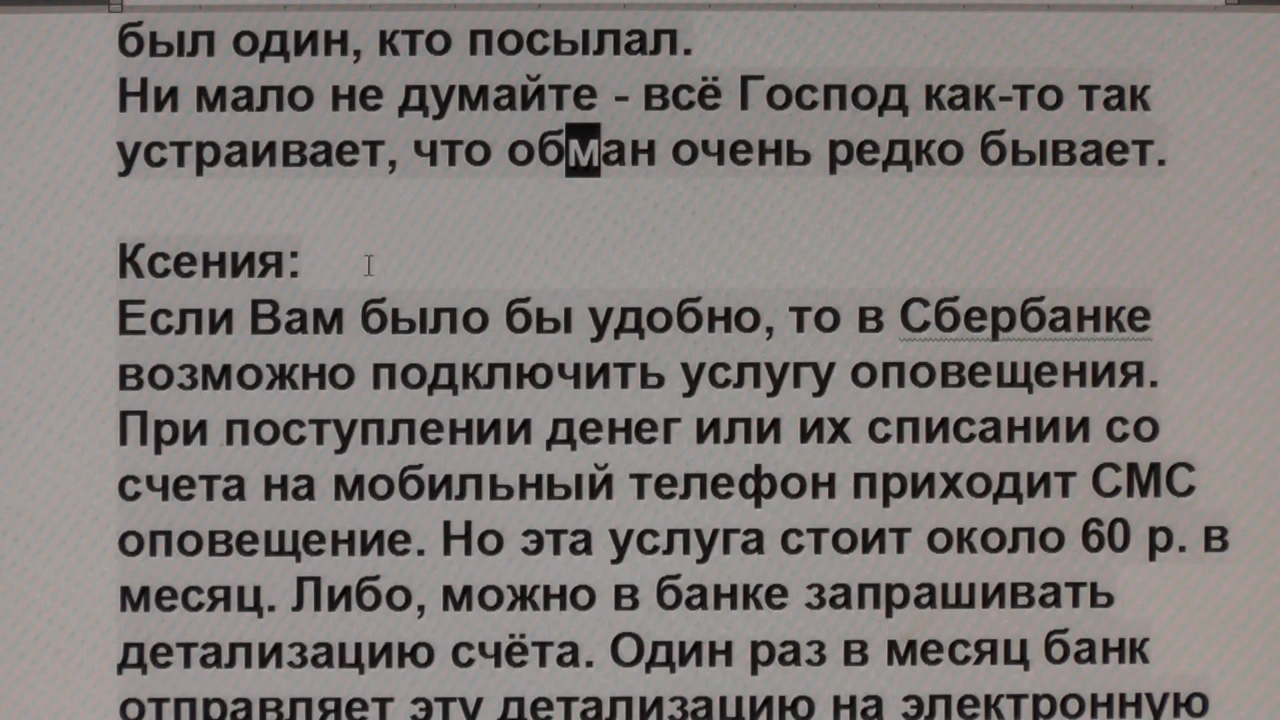 был один, кто посылал.
Ни мало не думайте - всё Господ как-то так
устраивает, что обман очень редко бывает.
Ксения:
Если Вам было бы удобно, то в Сбербанке
возможно подключить услугу оповещения.
При поступлении денег или их списании со
счета на мобильный телефон приходит СМС
оповещение. Но эта услуга стоит около 60 р. в
месяц. Либо, можно в банке запрашивать
детализацию счёта. Один раз в месяц банк
отправляет эту детализацию на электронную